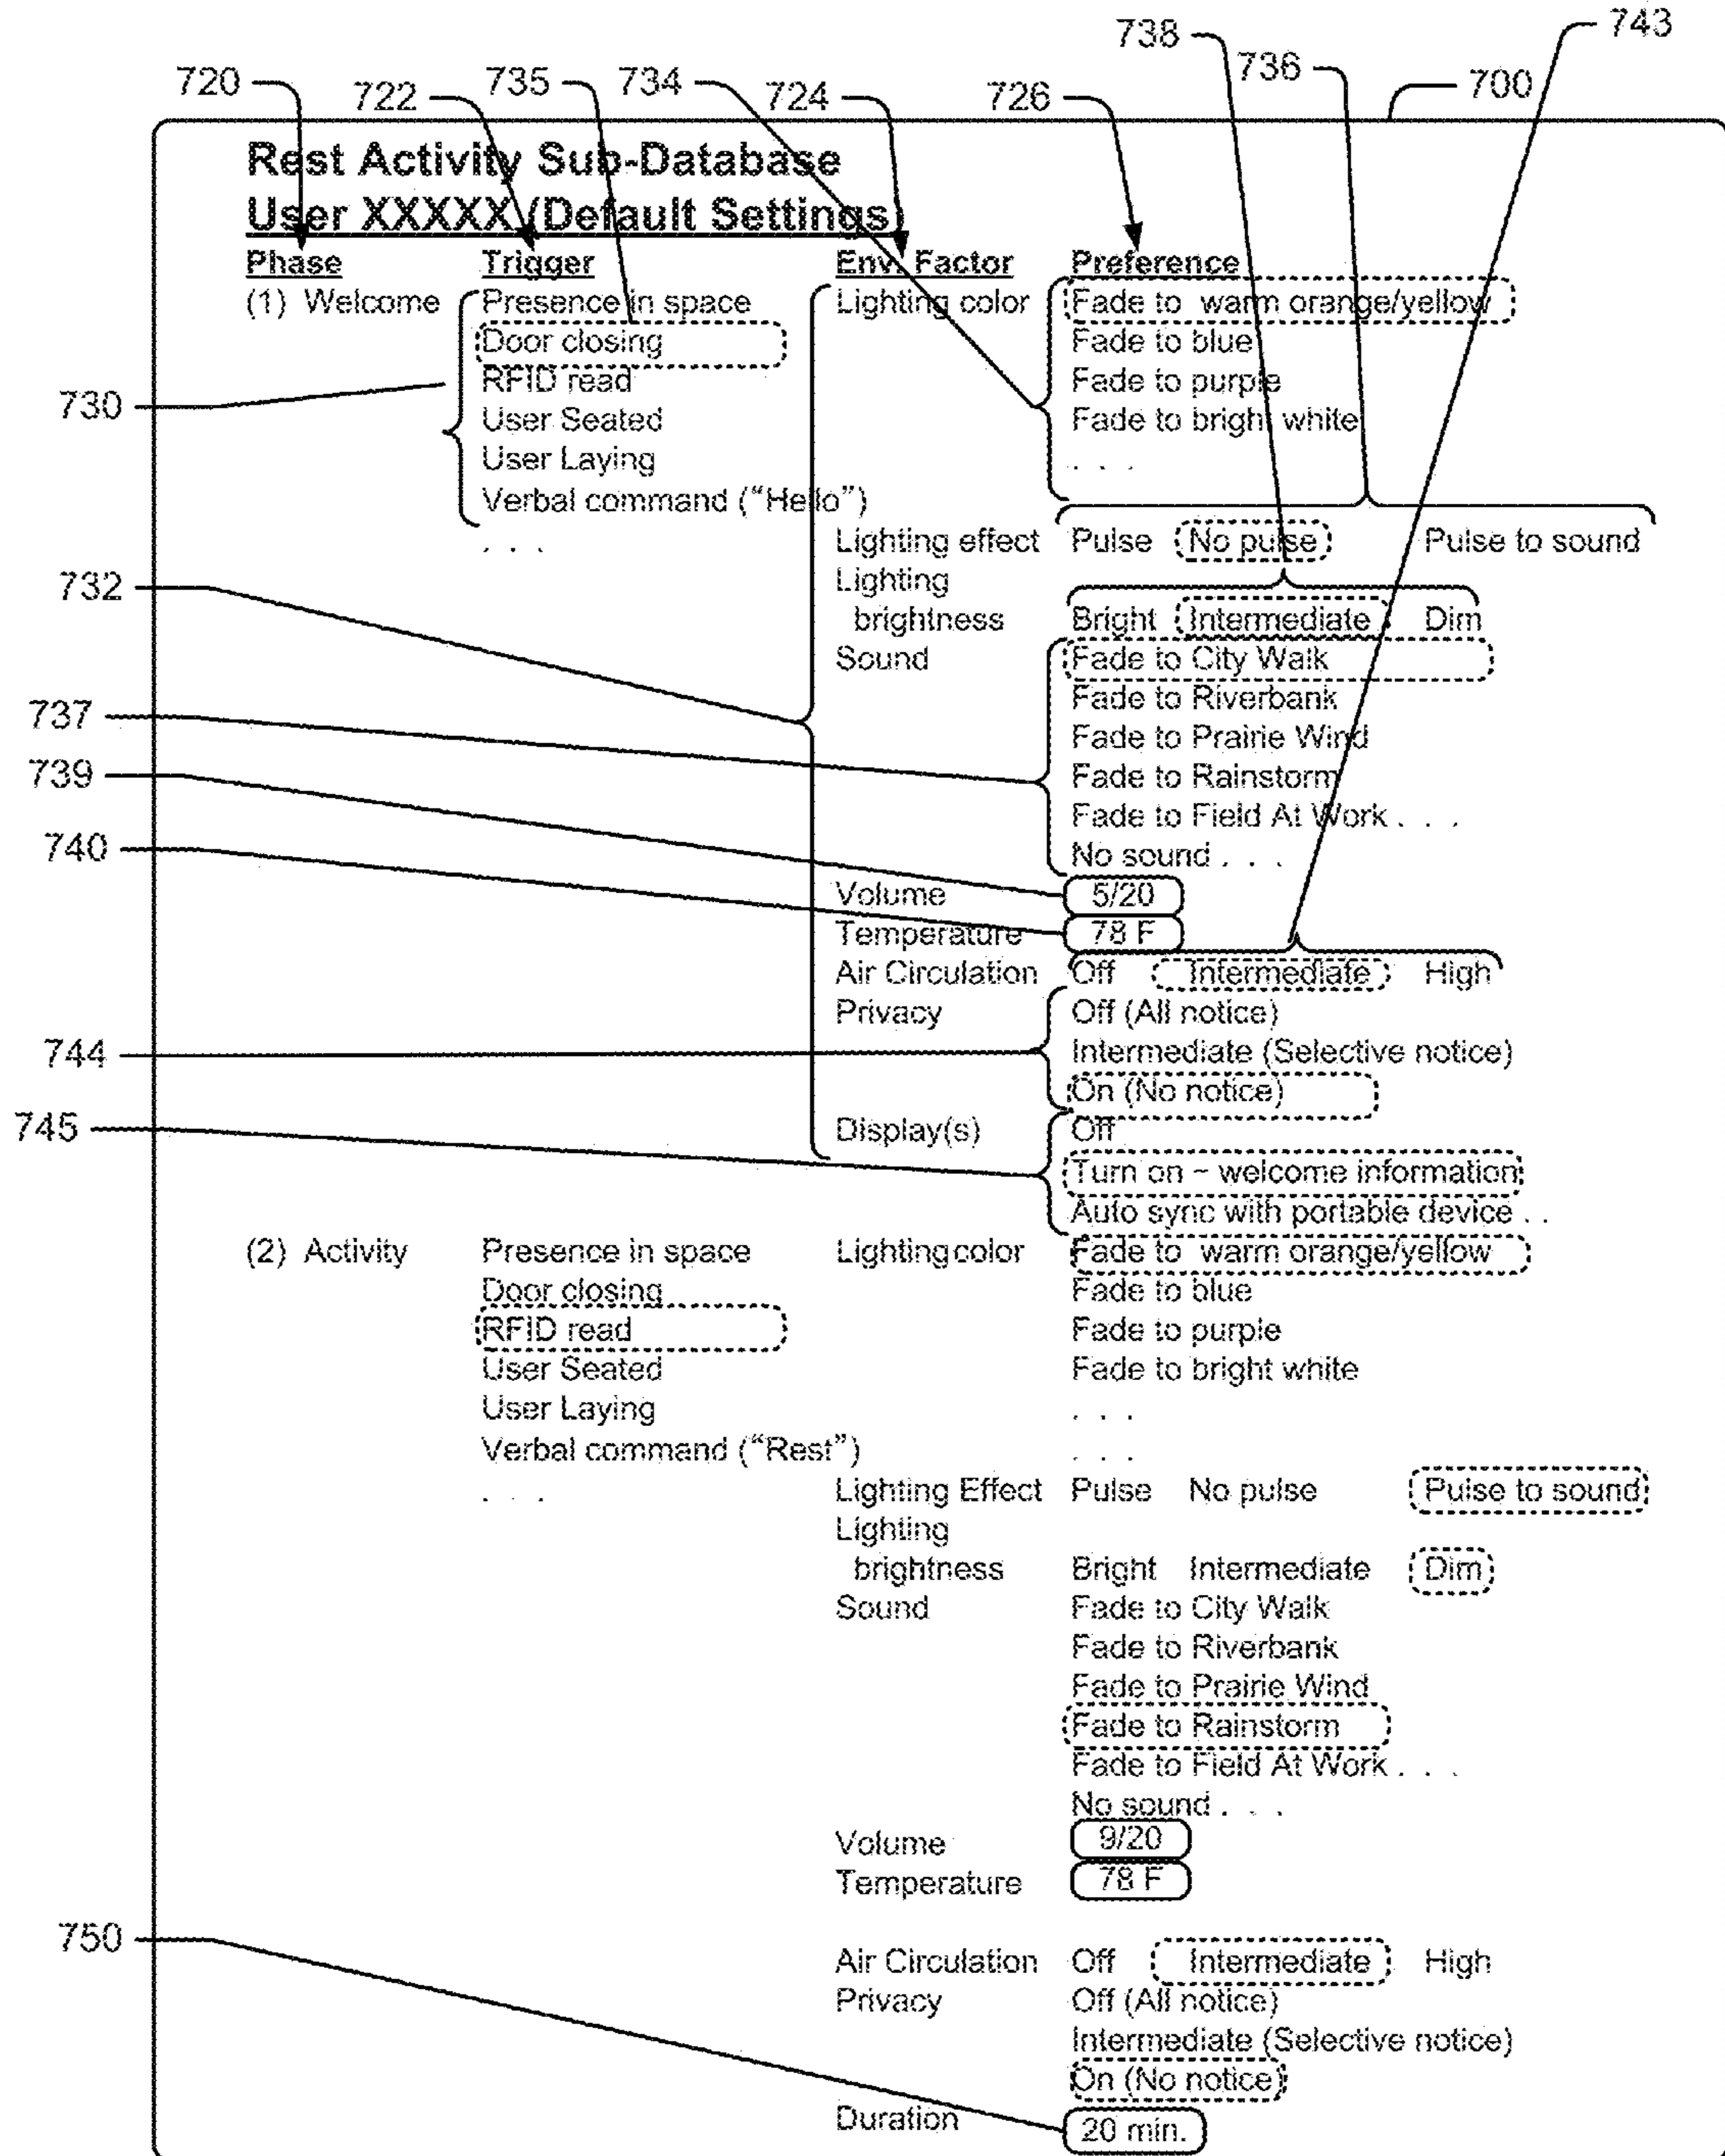 738 743
720 722 735 734 724 726 736 700
Rest Activity Sub-Database
User XXXXX (Default Settings)
Phase Trigger Env. Factor Preference
(1) Welcome Presence in space Lighting color Fade to warm orange/yellow
Door closing Fade to blue
730 RFID read Fade to purple
User Seated Fade to bright white
User Laying . . .
Verbal command ("Hello")
. . . Lighting effect Pulse No pulse Pulse to sound
732 Lighting
brightness Bright Intermediate Dim
Sound Fade to City Walk
Fade to Riverbank
737 Fade to Prairie Wind
739 Fade to Rainstorm
Fade to Field At Work . . .
740 No sound . . .
Volume 5/20
Temperature 78 F
Air Circulation Off Intermediate High
Privacy Off (All notice)
744 Intermediate (Selective notice)
On (No notice)
745 Display(s) Off
Turn on ~ welcome information
Auto sync with portable device . .
(2) Activity Presence in space Lighting color Fade to warm orange/yellow
Door closing Fade to blue
RFID read Fade to purple
User Seated Fade to bright white
User Laying . . .
Verbal command ("Rest") . . .
. . . Lighting Effect Pulse No pulse Pulse to sound
Lighting
brightness Bright Intermediate Dim
Sound Fade to City Walk
Fade to Riverbank
Fade to Prairie Wind
Fade to Rainstorm
Fade to Field At Work . . .
No sound . . .
Volume 9/20
Temperature 78 F
750 Air Circulation Off Intermediate High
Privacy Off (All notice)
Intermediate (Selective notice)
On (No notice)
Duration 20 min.